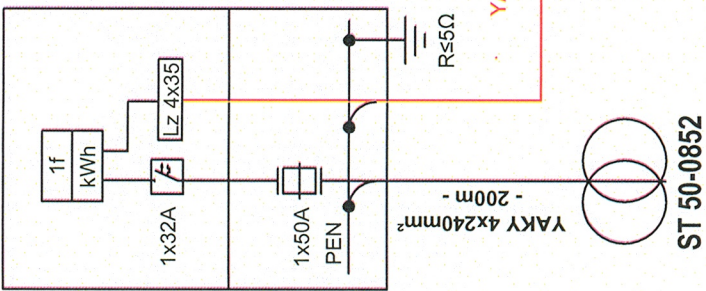 1f
kWh
Lz 4x35
1x32A
1x50A
PEN
R≤5Ω
YAKY 4x240mm²
- 200m -
ST 50-0852